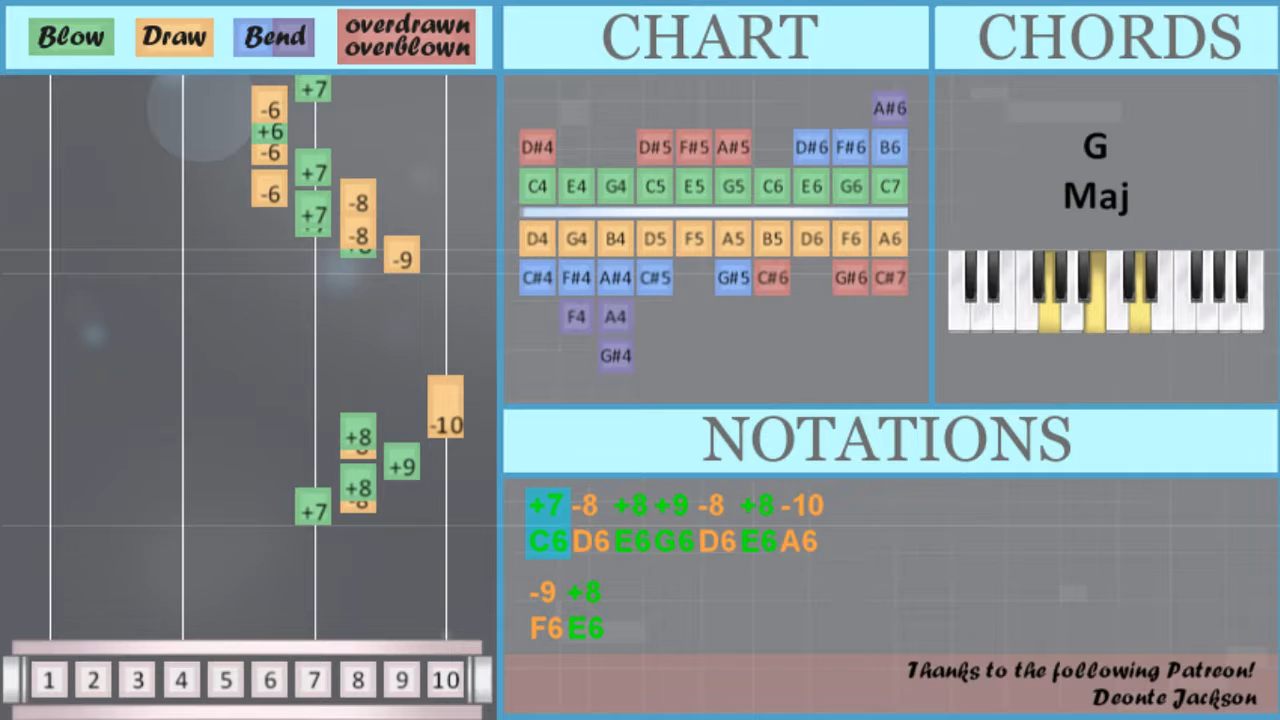 Blow Draw Bend overdrawn
overblown
CHART
CHORDS
+7
-6
+6
-6
+7
-6
-8
+7
-8
-9
-10
+8
+9
+8
+7
1 2 3 4 5 6 7 8 9 10
A#6
D#4 D#5 F#5 A#5 D#6 F#6 B6
C4 E4 G4 C5 E5 G5 C6 E6 G6 C7
D4 G4 B4 D5 F5 A5 B5 D6 F6 A6
C#4 F#4 A#4 C#5 G#5 C#6 G#6 C#7
F4 A4
G#4
G
Maj
NOTATIONS
+7 -8 +8 +9 -8 +8 -10
C6 D6 E6 G6 D6 E6 A6
-9 +8
F6 E6
Thanks to the following Patreon!
Deonte Jackson